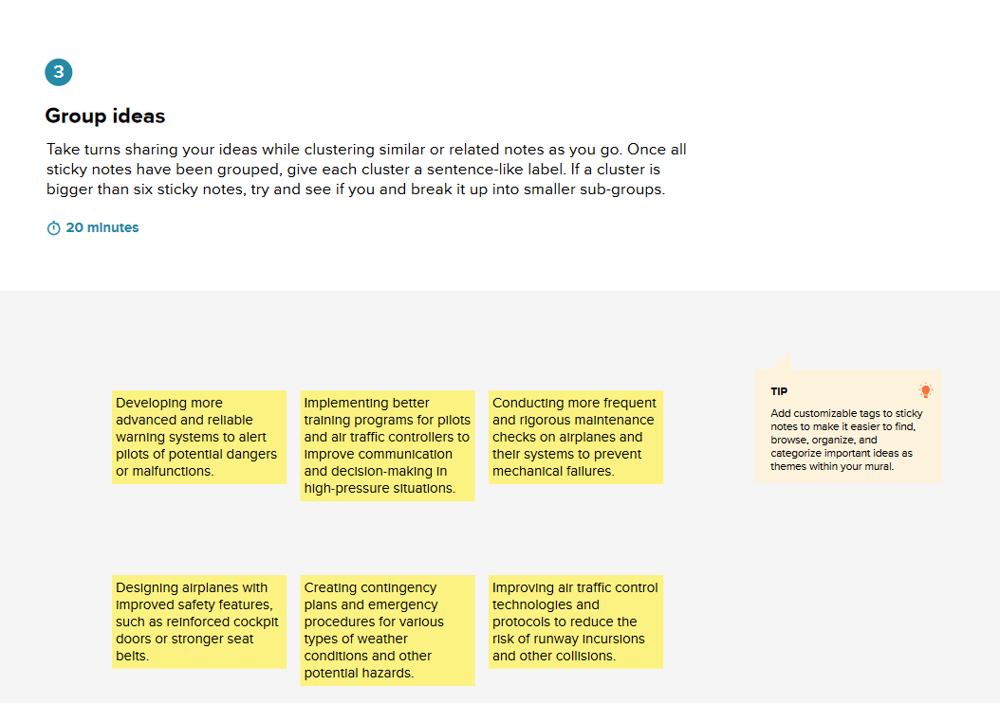 3
Group ideas
Take turns sharing your ideas while clustering similar or related notes as you go. Once all
sticky notes have been grouped, give each cluster a sentence-like label. If a cluster is
bigger than six sticky notes, try and see if you and break it up into smaller sub-groups.
20 minutes
Developing more
advanced and reliable
warning systems to alert
pilots of potential dangers
or malfunctions.
Implementing better
training programs for pilots
and air traffic controllers to
improve communication
and decision-making in
high-pressure situations.
Conducting more frequent
and rigorous maintenance
checks on airplanes and
their systems to prevent
mechanical failures.
TIP
Add customizable tags to sticky
notes to make it easier to find,
browse, organize, and
categorize important ideas as
themes within your mural.
Designing airplanes with
improved safety features,
such as reinforced cockpit
doors or stronger seat
belts.
Creating contingency
plans and emergency
procedures for various
types of weather
conditions and other
potential hazards.
Improving air traffic control
technologies and
protocols to reduce the
risk of runway incursions
and other collisions.